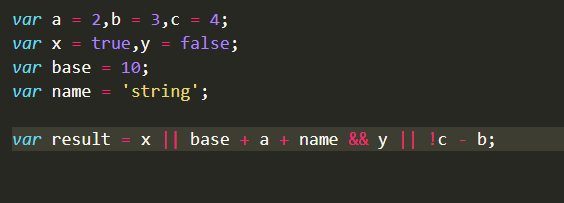 var a = 2,b = 3,c = 4;
var x = true,y = false;
var base = 10;
var name = 'string';
var result = x || base + a + name && y || !c - b;